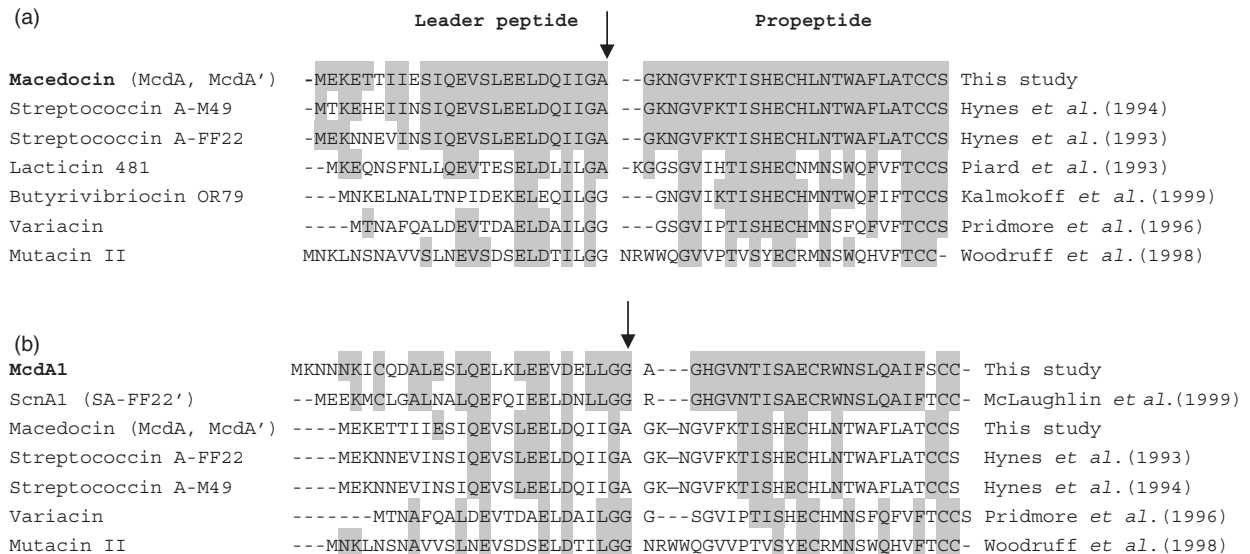 (a)
Leader peptide Propeptide
Macedocin (McdA, McdA') -MEKETTIIESIQEVSLEELDQIIGA --GKNGVFKTISHECHLNTWAFLATCCS This study
Streptococcin A-M49 -MTKEHEIINSIQEVSLEELDQIIGA --GKNGVFKTISHECHLNTWAFLATCCS Hynes et al.(1994)
Streptococcin A-FF22 -MEKNNEVINSIQEVSLEELDQIIGA --GKNGVFKTISHECHLNTWAFLATCCS Hynes et al.(1993)
Lacticin 481 --MKEQNSFNLLQEVTESELDLILGA -KGGSGVIHTISHECNMNSWQFVFTCCS Piard et al.(1993)
Butyrivibriocin OR79 ---MNKELNALTNPIDEKELEQILGG ---GNGVIKTISHECHMNTWQFIFTCCS Kalmokoff et al.(1999)
Variacin ----MTNAFQALDEVTDAELDAILGG ---GSGVIPTISHECHMNSFQFVFTCCS Pridmore et al.(1996)
Mutacin II MNKLNSNAVVSLNEVSDSELDTILGG NRWWQGVVPTVSYECRMNSWQHVFTCC- Woodruff et al.(1998)
(b)
McdA1 MKNNNKICQDALESLQELKLEEVDELLGG A---GHGVNTISAECRWNSLQAIFSCC- This study
ScnA1 (SA-FF22') --MEEKMCLGALNALQEFQIEELDNLLGG R---GHGVNTISAECRWNSLQAIFTCC- McLaughlin et al.(1999)
Macedocin (McdA, McdA') ----MEKETTIIESIQEVSLEELDQIIGA GK—NGVFKTISHECHLNTWAFLATCCS This study
Streptococcin A-FF22 ----MEKNNEVINSIQEVSLEELDQIIGA GK—NGVFKTISHECHLNTWAFLATCCS Hynes et al.(1993)
Streptococcin A-M49 ----MEKNNEVINSIQEVSLEELDQIIGA GK—NGVFKTISHECHLNTWAFLATCCS Hynes et al.(1994)
Variacin -------MTNAFQALDEVTDAELDAILGG G---SGVIPTISHECHMNSFQFVFTCCS Pridmore et al.(1996)
Mutacin II ---MNKLNSNAVVSLNEVSDSELDTILGG NRWWQGVVPTVSYECRMNSWQHVFTCC- Woodruff et al.(1998)